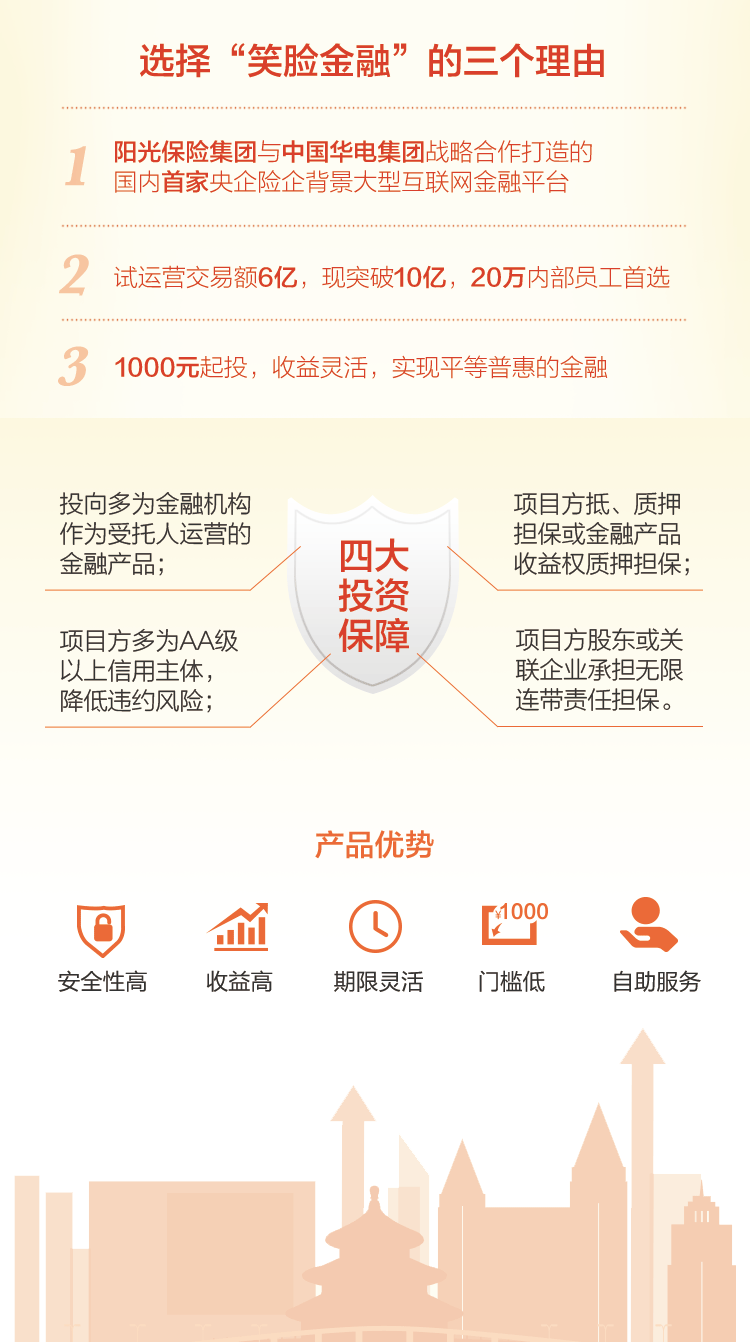 选择“笑脸金融”的三个理由
1
阳光保险集团与中国华电集团战略合作打造的
国内首家央企险企背景大型互联网金融平台
2
试运营交易额6亿，现突破10亿，20万内部员工首选
3
1000元起投，收益灵活，实现平等普惠的金融
投向多为金融机构
作为受托人运营的
金融产品；
项目方抵、质押
担保或金融产品
收益权质押担保；
四大
投资
保障
项目方多为AA级
以上信用主体，
降低违约风险；
项目方股东或关
联企业承担无限
连带责任担保。
产品优势
¥1000
安全性高
收益高
期限灵活
门槛低
自助服务